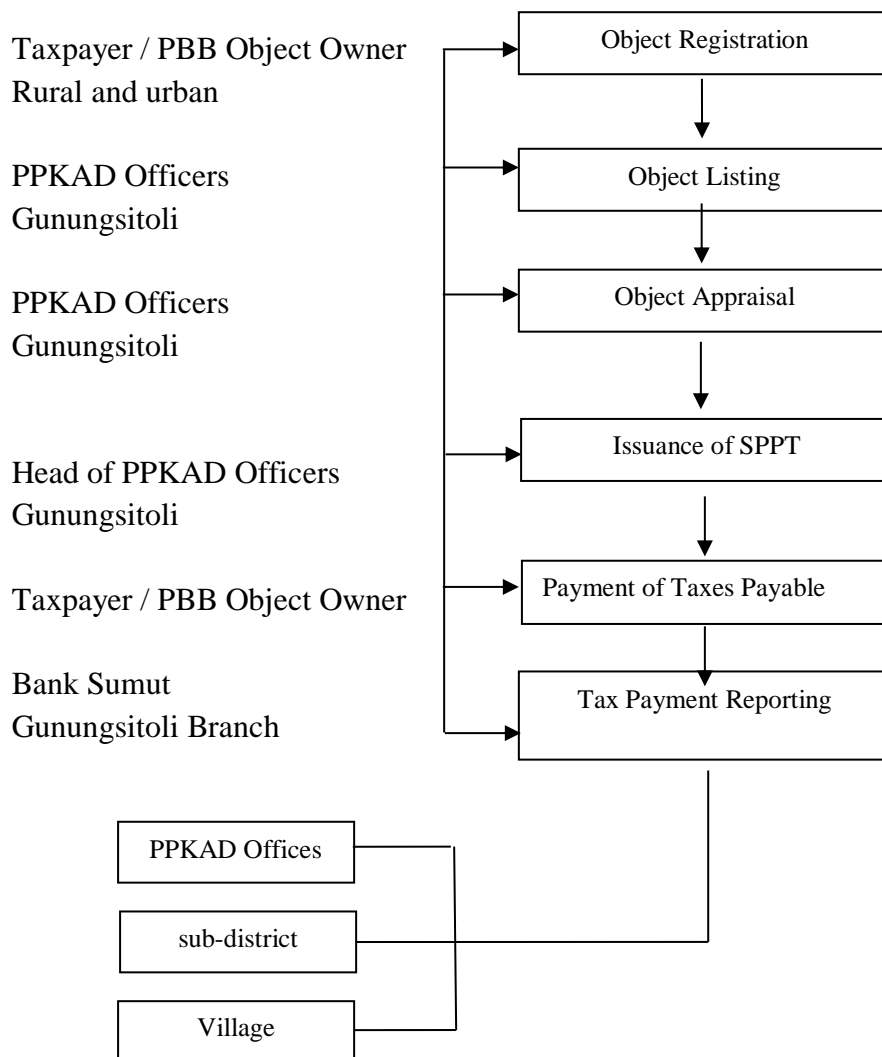 Taxpayer / PBB Object Owner
Rural and urban
Object Registration
PPKAD Officers
Gunungsitoli
Object Listing
PPKAD Officers
Gunungsitoli
Object Appraisal
Head of PPKAD Officers
Gunungsitoli
Issuance of SPPT
Taxpayer / PBB Object Owner
Payment of Taxes Payable
Bank Sumut
Gunungsitoli Branch
Tax Payment Reporting
PPKAD Offices
sub-district
Village